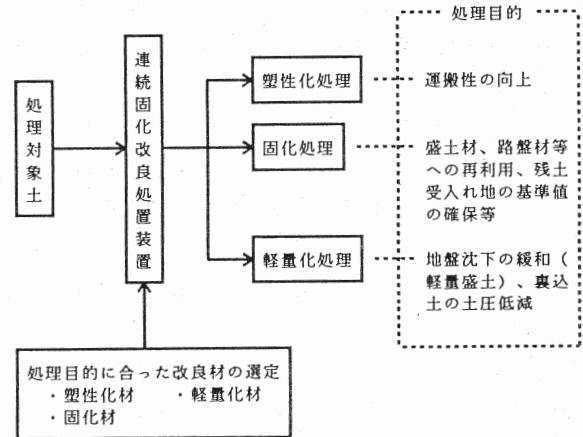 処理目的
処理対象土
連続固化改良処置装置
塑性化処理
運搬性の向上
固化処理
盛土材、路盤材等
への再利用、残土
受入れ地の基準値
の確保等
軽量化処理
地盤沈下の緩和（
軽量盛土）、裏込
土の土圧低減
処理目的に合った改良材の選定
・塑性化材　・軽量化材
・固化材